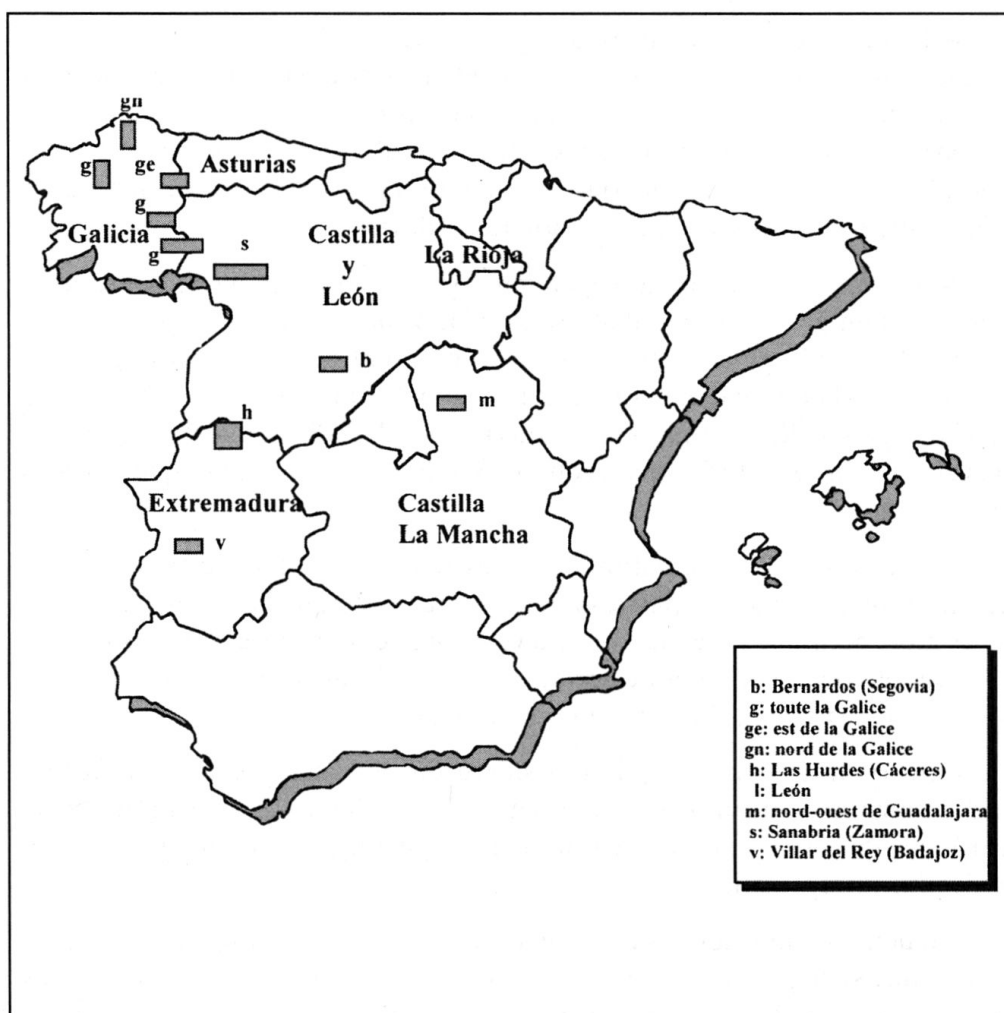 gn
g
ge
Asturias
g
Galicia
g
s
Castilla
y
León
La Rioja
b
m
h
Extremadura
Castilla
La Mancha
v
b: Bernardos (Segovia)
g: toute la Galice
ge: est de la Galice
gn: nord de la Galice
h: Las Hurdes (Cáceres)
l: León
m: nord-ouest de Guadalajara
s: Sanabria (Zamora)
v: Villar del Rey (Badajoz)